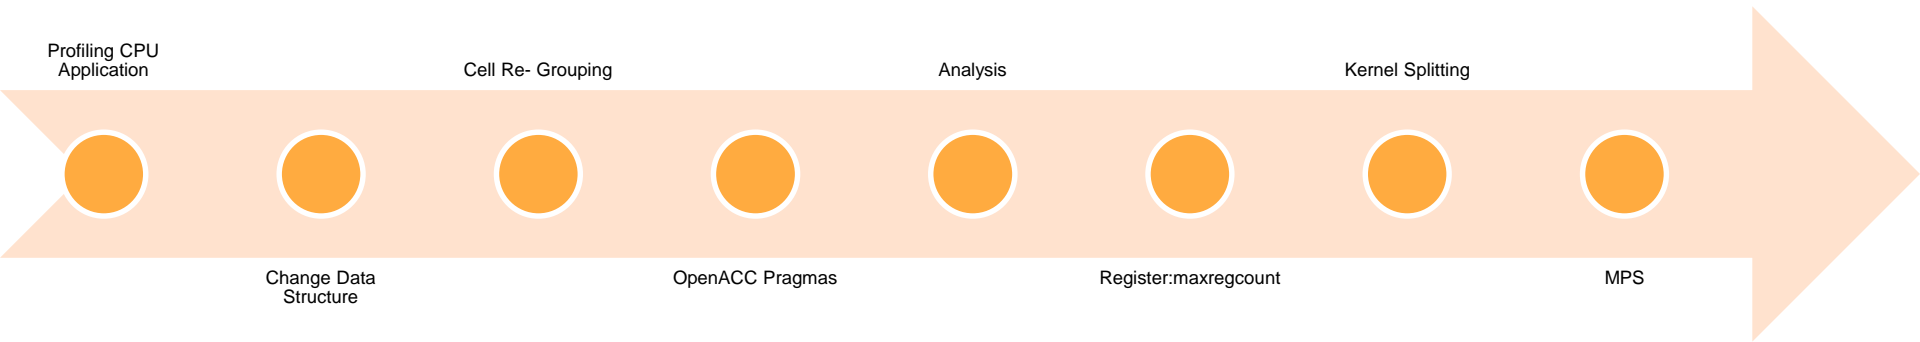 Profiling CPU
Application
Change Data
Structure
Cell Re- Grouping
OpenACC Pragmas
Analysis
Register:maxregcount
Kernel Splitting
MPS